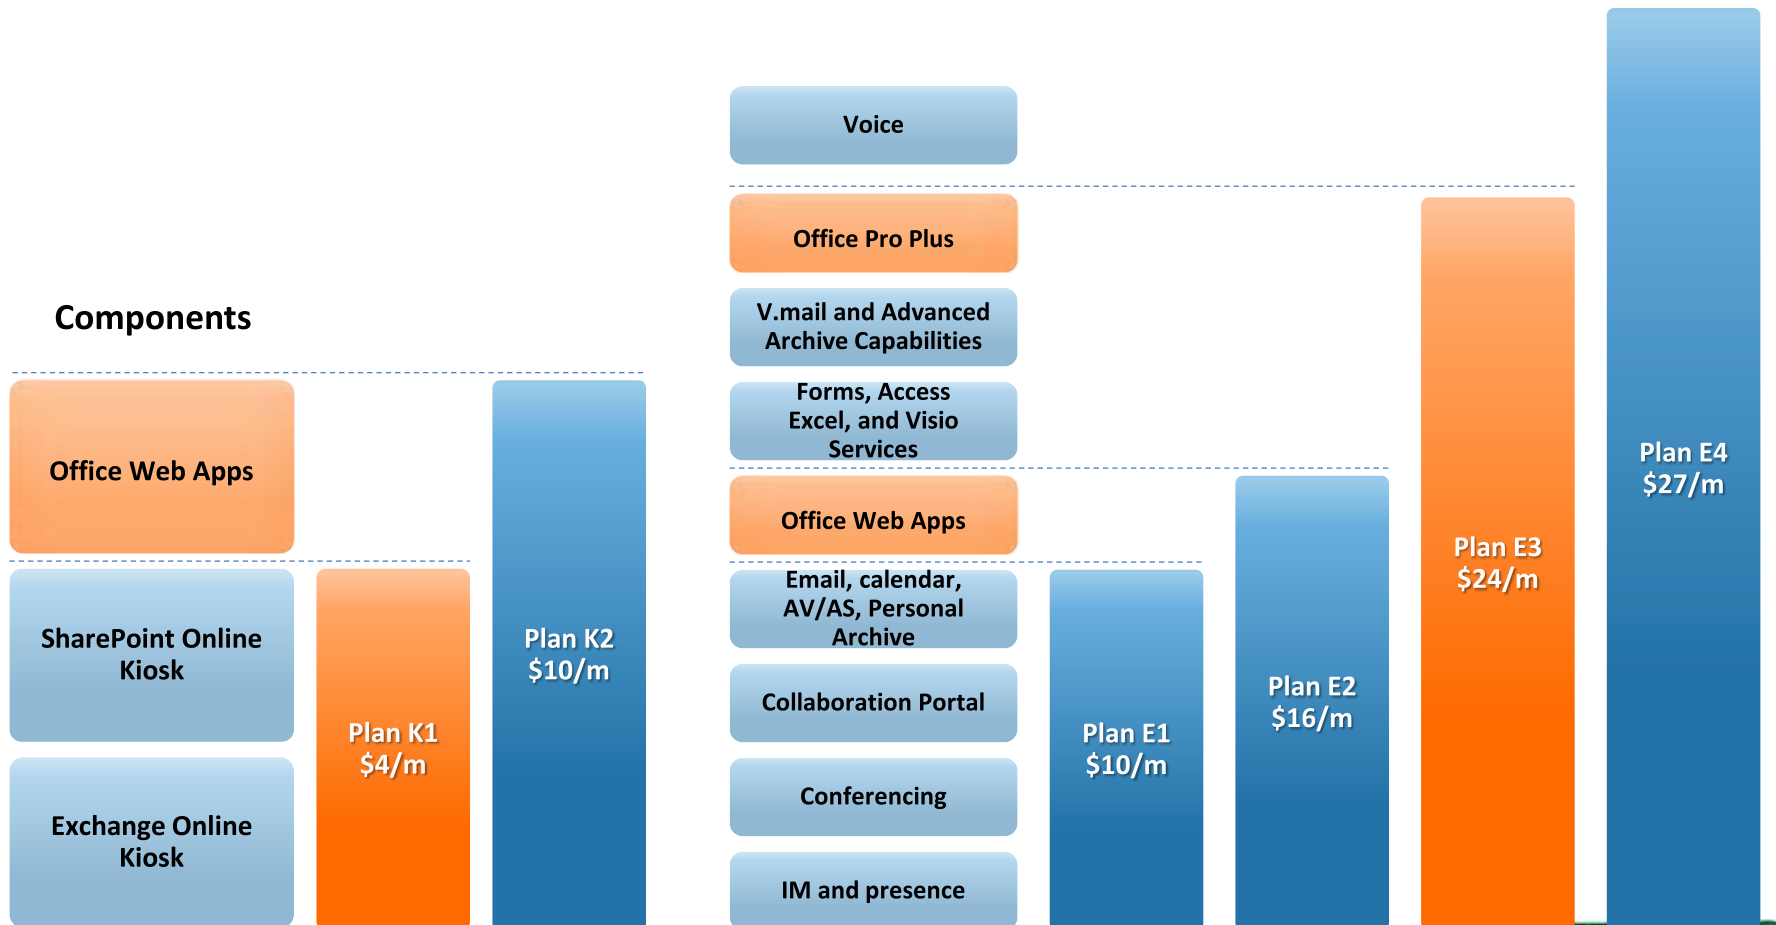 Components
Office Web Apps
SharePoint Online
Kiosk
Exchange Online
Kiosk
Plan K1
$4/m
Plan K2
$10/m
Voice
Office Pro Plus
V.mail and Advanced
Archive Capabilities
Forms, Access
Excel, and Visio
Services
Office Web Apps
Email, calendar,
AV/AS, Personal
Archive
Collaboration Portal
Conferencing
IM and presence
Plan E1
$10/m
Plan E2
$16/m
Plan E3
$24/m
Plan E4
$27/m